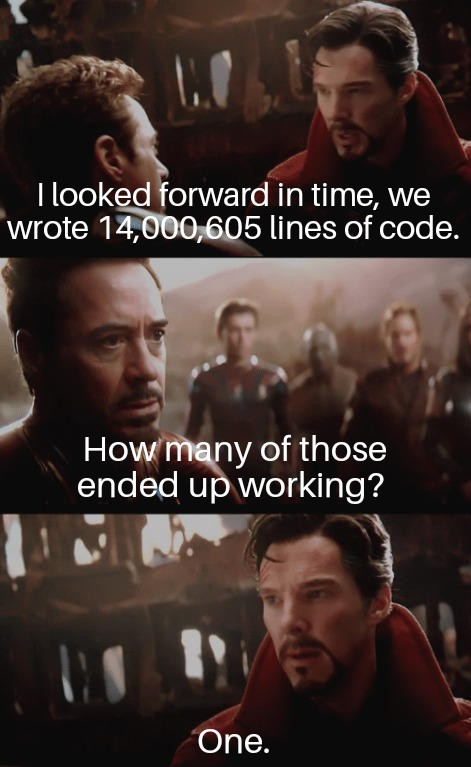 I looked forward in time, we
wrote 14,000,605 lines of code.
How many of those
ended up working?
One.